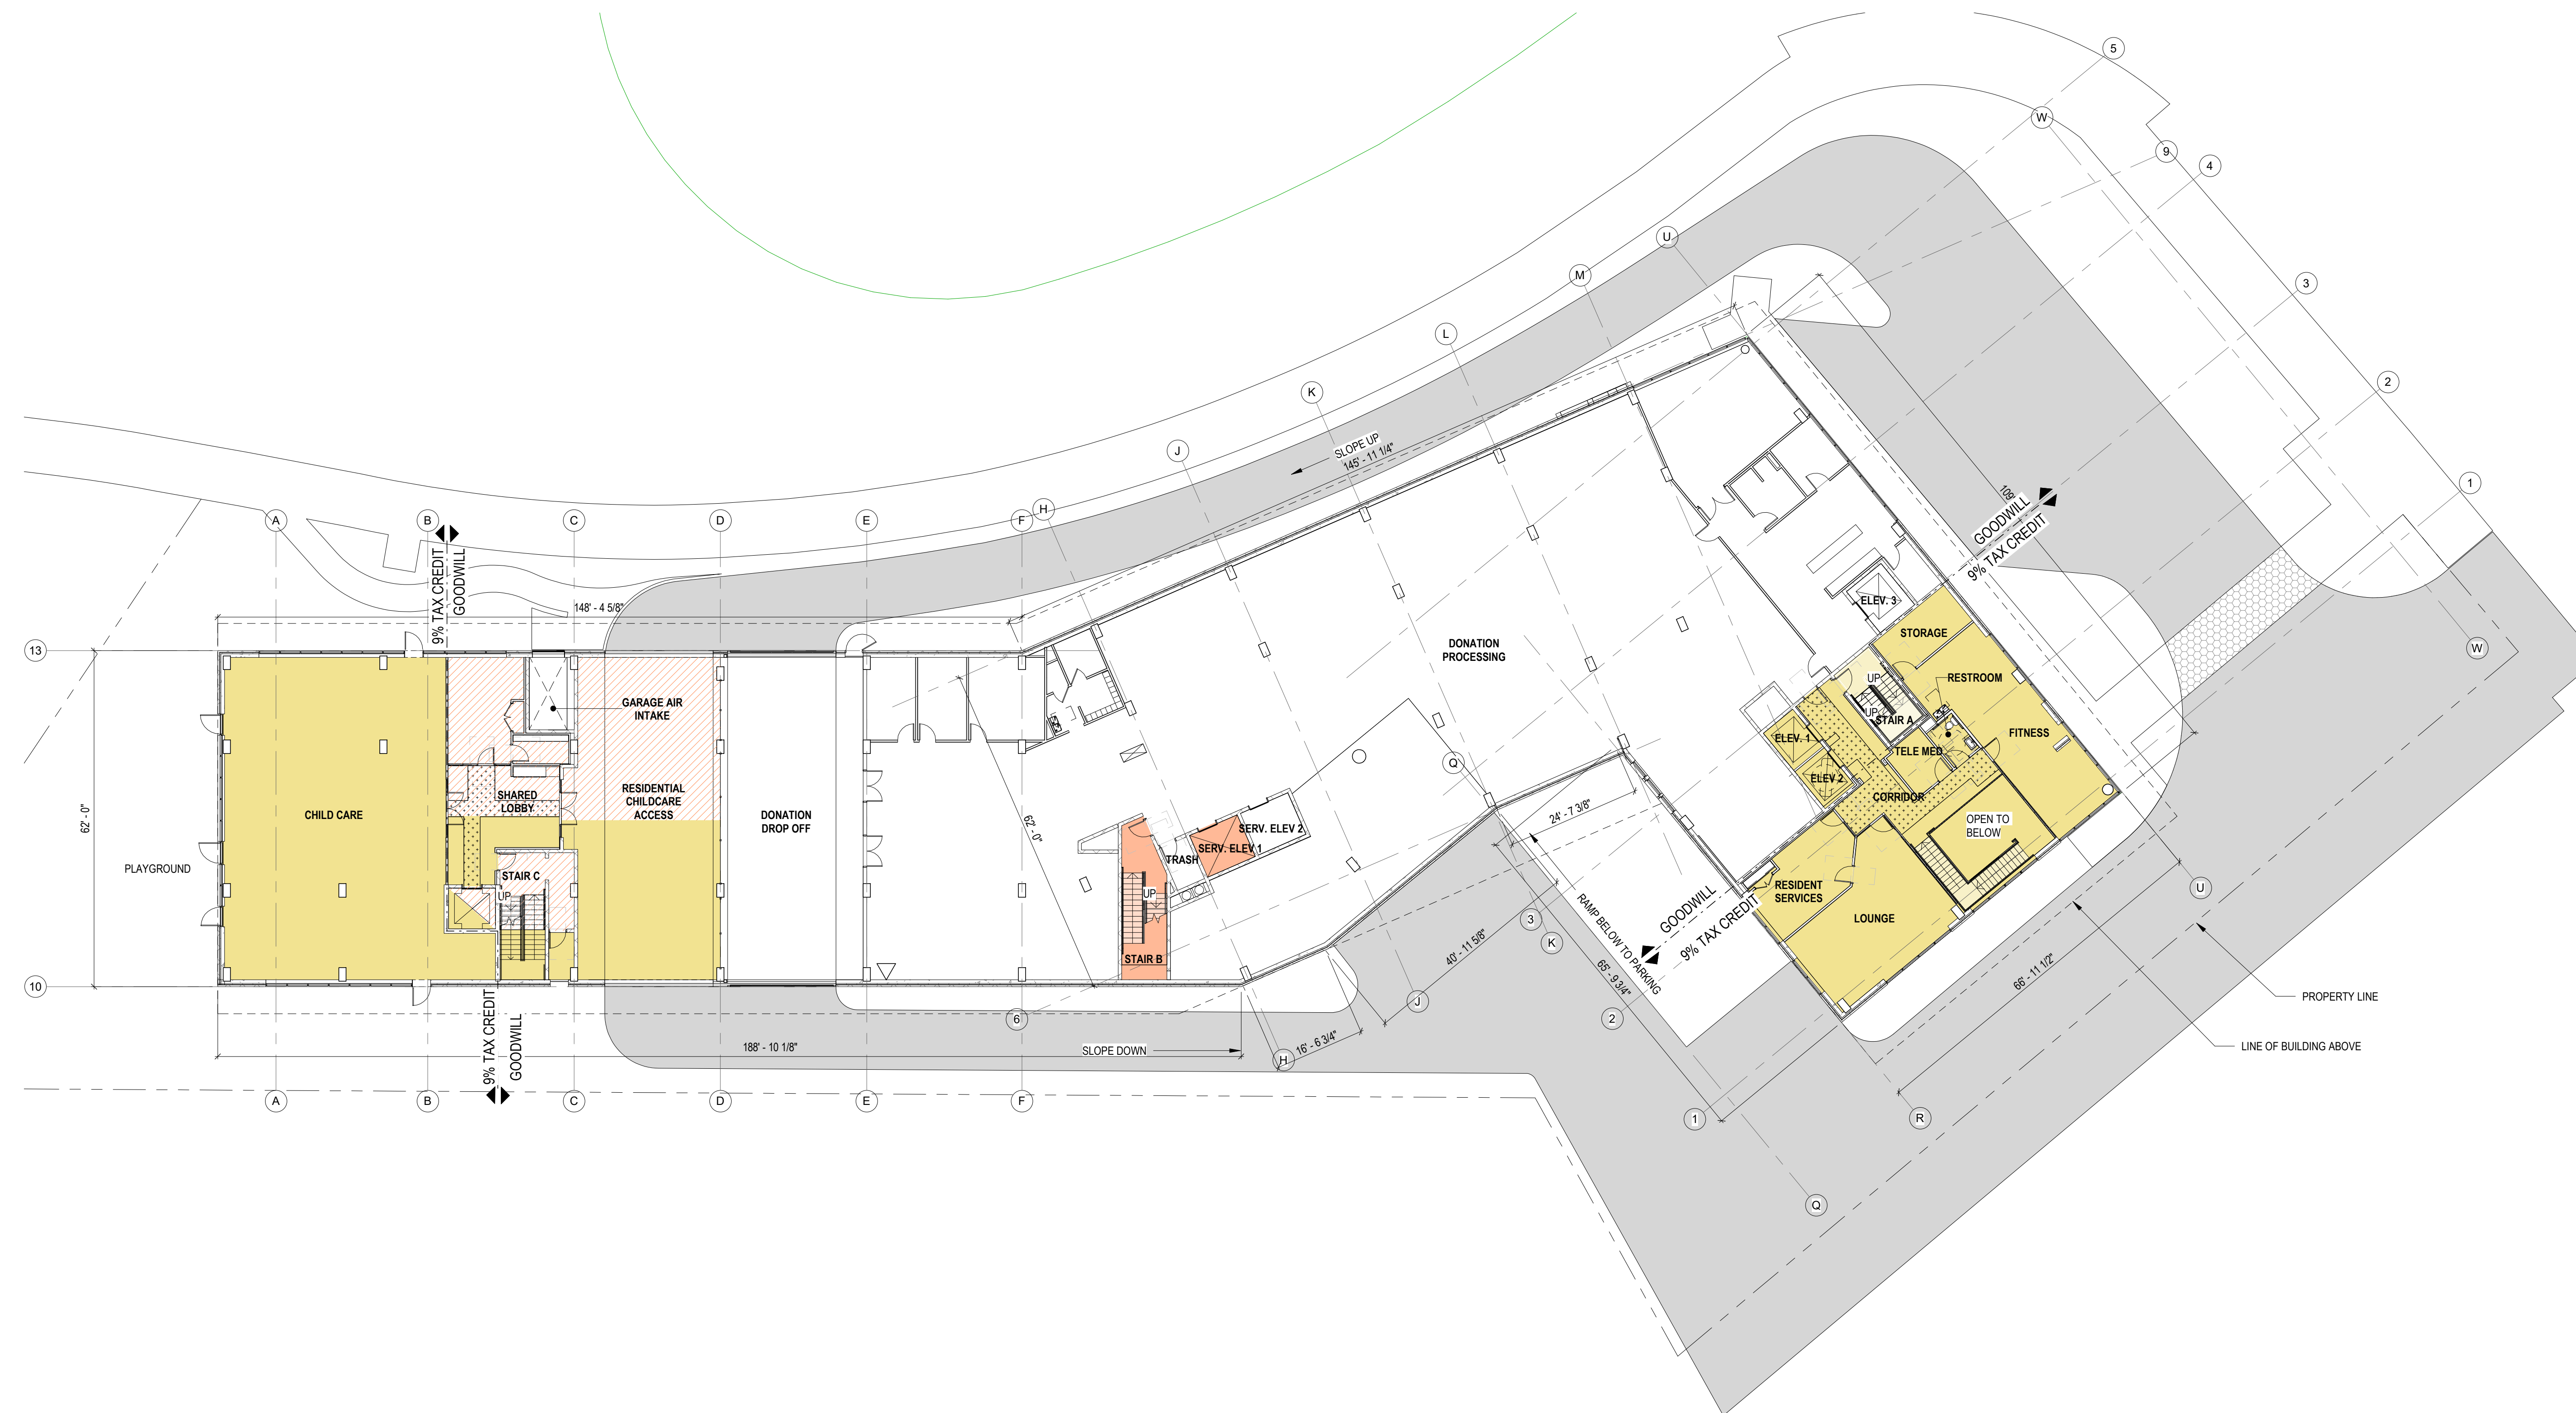 5
W
9
4
U
M
3
L
2
K
J
1
H
A
B
C
D
E
F
SLOPE UP
145' - 11 1/4"
109'
GOODWILL
9% TAX CREDIT
9% TAX CREDIT
GOODWILL
148' - 4 5/8"
13
W
62' - 0"
ELEV. 3
STORAGE
RESTROOM
UP
UP
STAIR A
FITNESS
TELE MED
ELEV. 1
ELEV 2
CORRIDOR
OPEN TO
BELOW
DONATION
PROCESSING
GARAGE AIR
INTAKE
RESIDENTIAL
CHILDCARE
ACCESS
SHARED
LOBBY
CHILD CARE
DONATION
DROP OFF
PLAYGROUND
STAIR C
UP
62' - 0"
Q
24' - 7 3/8"
SERV. ELEV 2
SERV. ELEV 1
TRASH
UP
STAIR B
RESIDENT
SERVICES
LOUNGE
U
GOODWILL
9% TAX CREDIT
RAMP BELOW TO PARKING
3
K
40' - 11 5/8"
65' - 9 3/4"
66' - 11 1/2"
10
J
6
2
PROPERTY LINE
LINE OF BUILDING ABOVE
9% TAX CREDIT
GOODWILL
188' - 10 1/8"
SLOPE DOWN
16' - 6 3/4"
H
A
B
C
D
E
F
1
R
Q